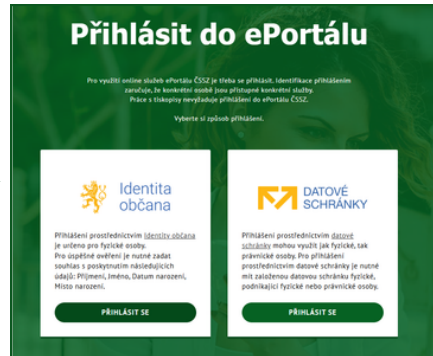 Přihlásit do ePortálu
Pro využití online služeb ePortálu ČSSZ je třeba se přihlásit. Identifikace přihlášením
zaručuje, že konkrétní osobě jsou přístupné konkrétní služby.
Práce s tiskopisy nevyžaduje přihlášení do ePortálu ČSSZ.
Vyberte si způsob přihlášení.
Identita
občana
Přihlášení prostřednictvím Identity občana
je určeno pro fyzické osoby.
Pro úspěšné ověření je nutné zadat
souhlas s poskytnutím následujících
údajů: Příjmení, Jméno, Datum narození,
Místo narození.
PŘIHLÁSIT SE
DATOVÉ
SCHRÁNKY
Přihlášení prostřednictvím datové
schránky mohou využít jak fyzické, tak
právnické osoby. Pro přihlášení
prostřednictvím datové schránky je nutné
mít založenou datovou schránku fyzické,
podnikající fyzické nebo právnické osoby.
PŘIHLÁSIT SE